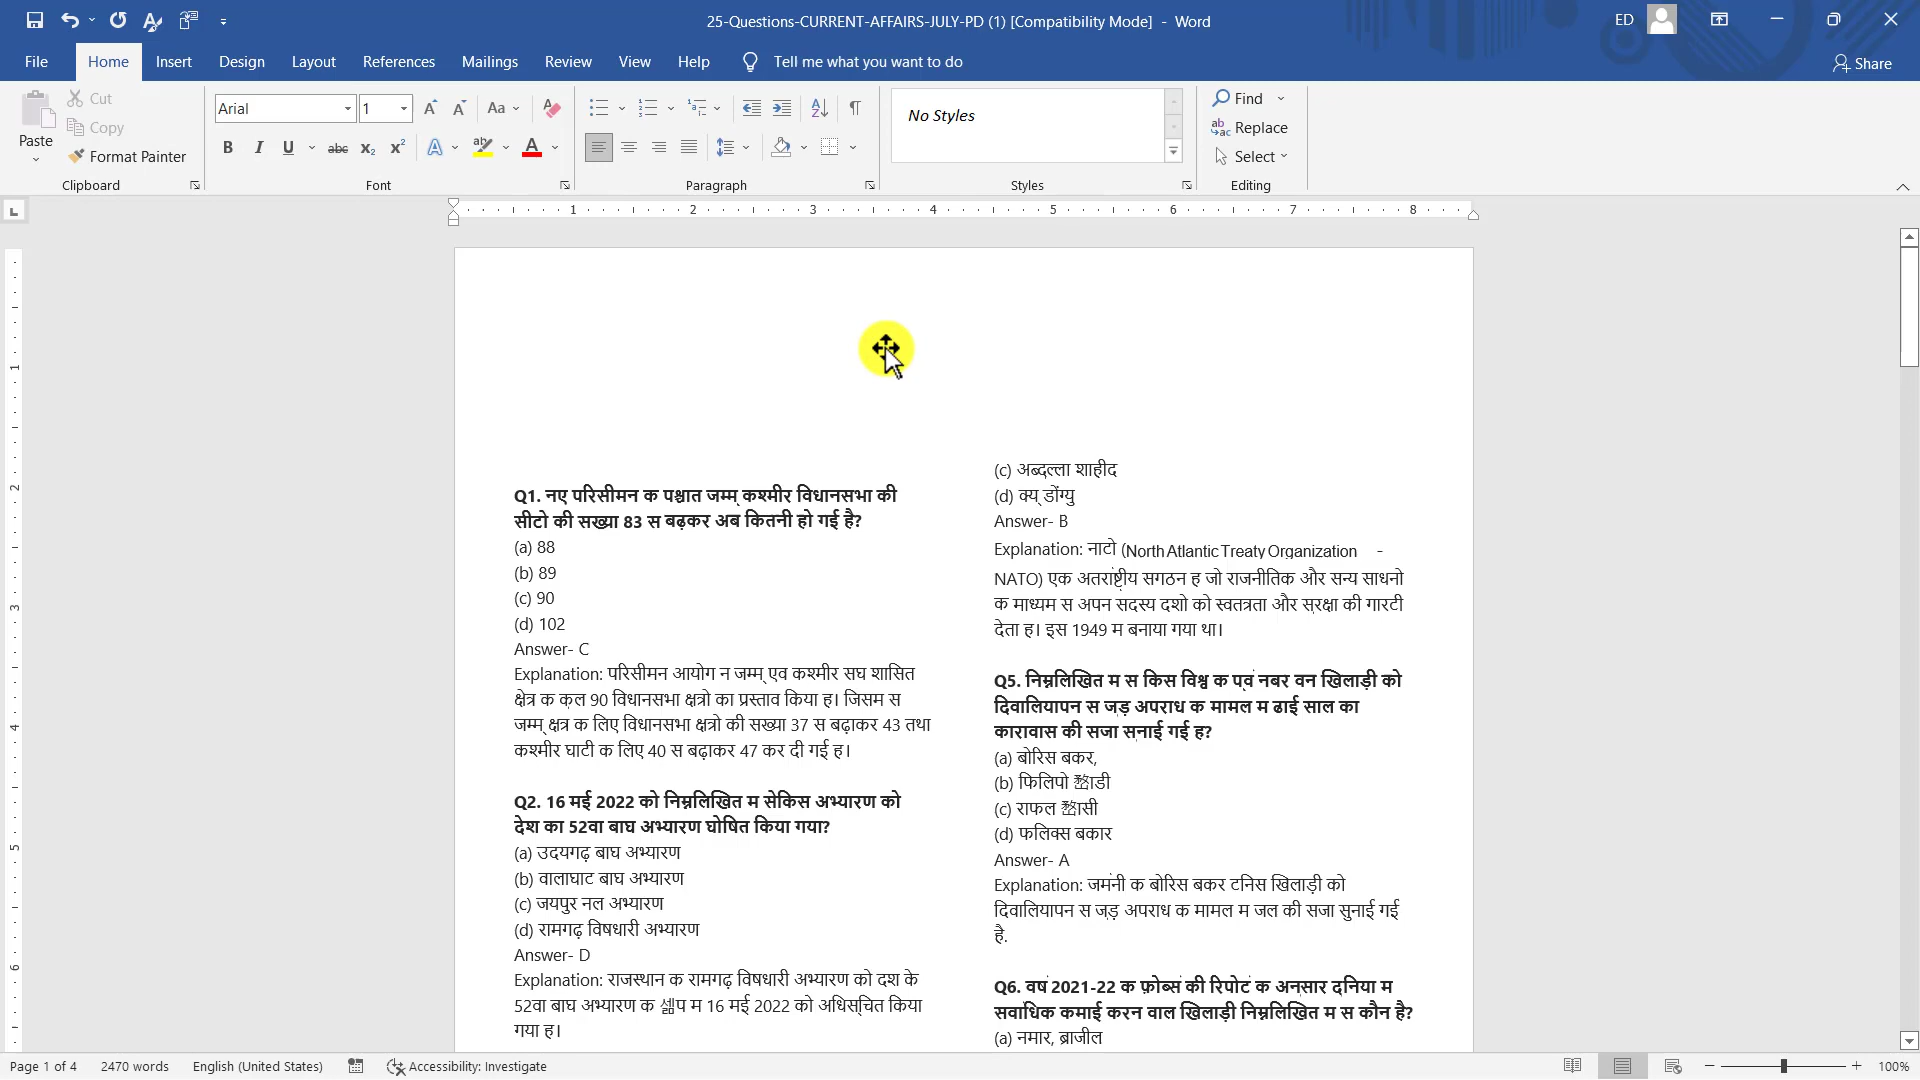 25-Questions-CURRENT-AFFAIRS-JULY-PD (1) [Compatibility Mode] - Word
ED
File Home Insert Design Layout References Mailings Review View Help Tell me what you want to do
Share
Paste
Cut
Copy
Format Painter
Clipboard
Arial 1
Font
Paragraph
No Styles
Styles
Find
Replace
Select
Editing
1 2 3 4 5 6 7 8
Q1. नए परिसीमन क पश्चात जम्म् कश्मीर विधानसभा की
सीटो की सख्या 83 स बढ़कर अब कितनी हो गई है?
(a) 88
(b) 89
(c) 90
(d) 102
Answer- C
Explanation: परिसीमन आयोग न जम्म् एव कश्मीर सघ शासित
क्षेत्र क क्ल 90 विधानसभा क्षत्रो का प्रस्ताव किया ह। जिसम स
जम्म् क्षत्र क लिए विधानसभा क्षत्रो की सख्या 37 स बढ़ाकर 43 तथा
कश्मीर घाटी क लिए 40 स बढ़ाकर 47 कर दी गई ह।
Q2. 16 मई 2022 को निम्नलिखित म सेकिस अभ्यारण को
देश का 52वा बाघ अभ्यारण घोषित किया गया?
(a) उदयगढ़ बाघ अभ्यारण
(b) वालाघाट बाघ अभ्यारण
(c) जयपुर नल अभ्यारण
(d) रामगढ़ विषधारी अभ्यारण
Answer- D
Explanation: राजस्थान क रामगढ़ विषधारी अभ्यारण को दश के
52वा बाघ अभ्यारण क म 16 मई 2022 को अधिस्चित किया
गया ह।
(c) अब्दल्ला शाहीद
(d) क्य् डोंग्यु
Answer- B
Explanation: नाटो (North Atlantic Treaty Organization -
NATO) एक अतराष्ट्रीय सगठन ह जो राजनीतिक और सन्य साधनो
क माध्यम स अपन सदस्य दशो को स्वतत्रता और स्रक्षा की गारटी
देता ह। इस 1949 म बनाया गया था।
Q5. निम्नलिखित म स किस विश्व क पव नबर वन खिलाड़ी को
दिवालियापन स जड़ अपराध क मामल म ढाई साल का
कारावास की सजा सनाई गई ह?
(a) बोरिस बकर,
(b) फिलिपो
(c) राफल
(d) फलिक्स बकार
Answer- A
Explanation: जमनी क बोरिस बकर टनिस खिलाड़ी को
दिवालियापन स जड़ अपराध क मामल म जल की सजा सुनाई गई
है.
Q6. वष 2021-22 क फ़ोब्स की रिपोट क अनसार दनिया म
सवाधिक कमाई करन वाल खिलाड़ी निम्नलिखित म स कौन है?
(a) नमार, ब्राजील
Page 1 of 4 2470 words English (United States) Accessibility: Investigate 100%